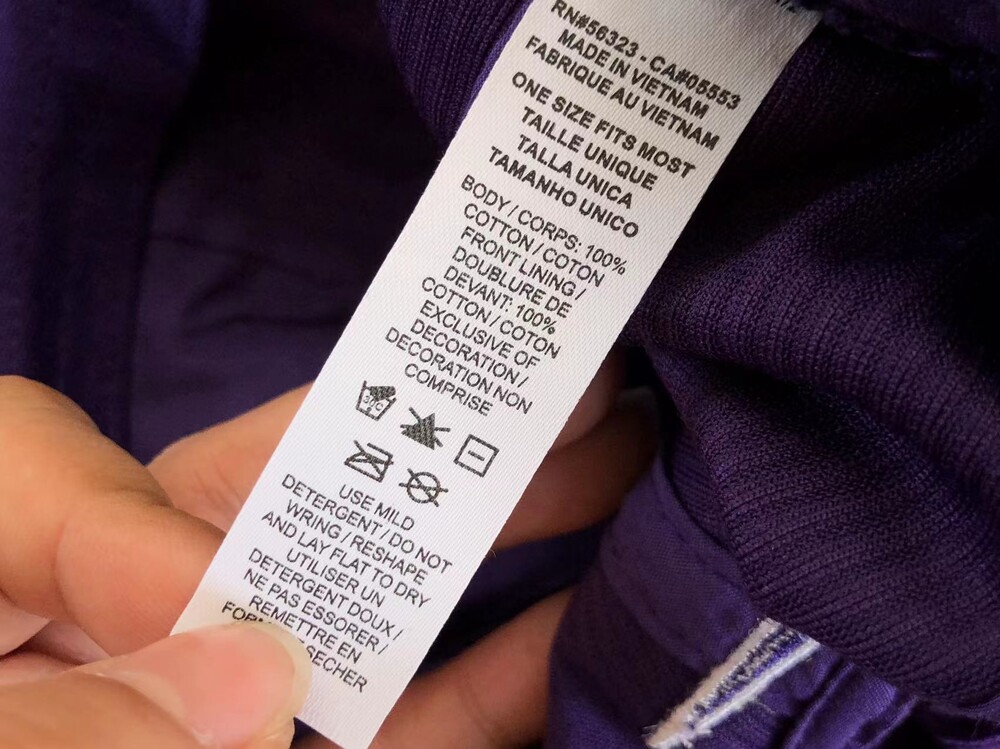 RN#56323 - CA#05553
MADE IN VIETNAM
FABRIQUE AU VIETNAM
ONE SIZE FITS MOST
TAILLE UNIQUE
TALLA UNICA
TAMANHO UNICO
BODY / CORPS: 100%
COTTON / COTON
FRONT LINING /
DOUBLURE DE
DEVANT: 100%
COTTON / COTON
EXCLUSIVE OF
DECORATION /
DECORATION NON
COMPRISE
30C
USE MILD
DETERGENT / DO NOT
WRING / RESHAPE
AND LAY FLAT TO DRY
UTILISER UN
DETERGENT DOUX /
NE PAS ESSORER /
REMETTRE EN
SECHER